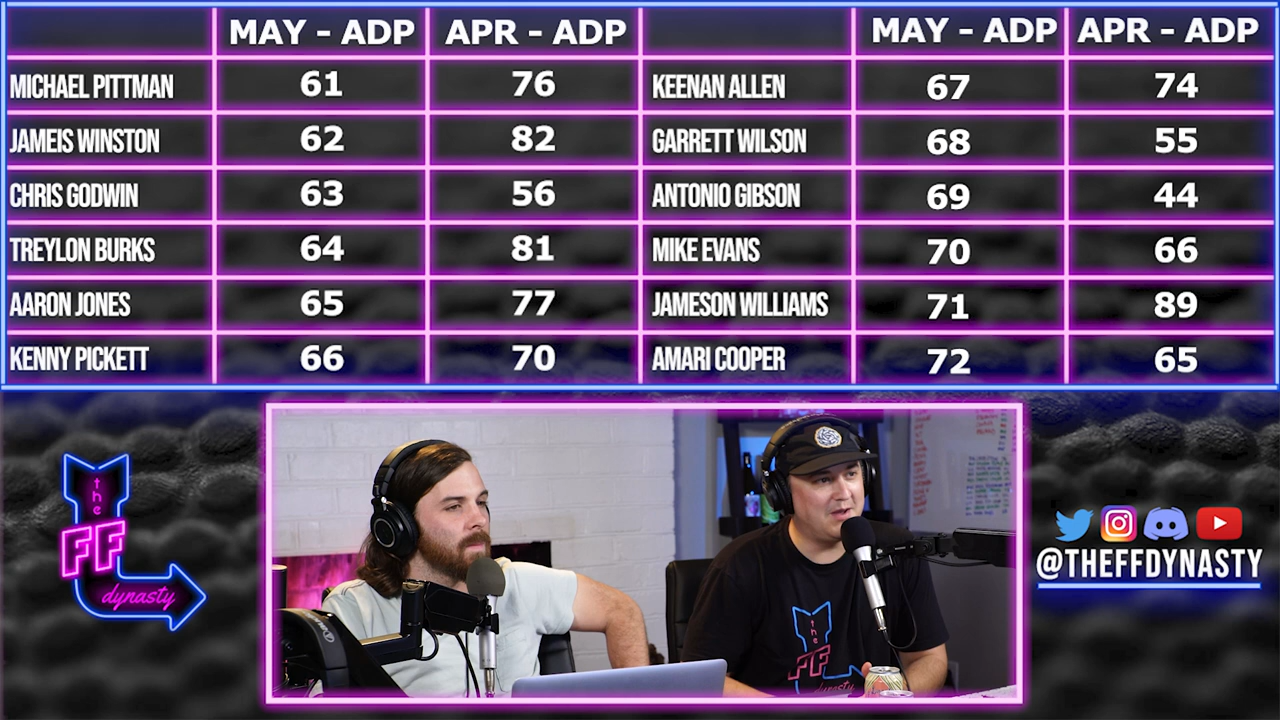 MAY - ADP APR - ADP MAY - ADP APR - ADP
MICHAEL PITTMAN 61 76 KEENAN ALLEN 67 74
JAMEIS WINSTON 62 82 GARRETT WILSON 68 55
CHRIS GODWIN 63 56 ANTONIO GIBSON 69 44
TREYLON BURKS 64 81 MIKE EVANS 70 66
AARON JONES 65 77 JAMESON WILLIAMS 71 89
KENNY PICKETT 66 70 AMARI COOPER 72 65
the
FF
dynasty
the
FF
dynasty
@THEFFDYNASTY